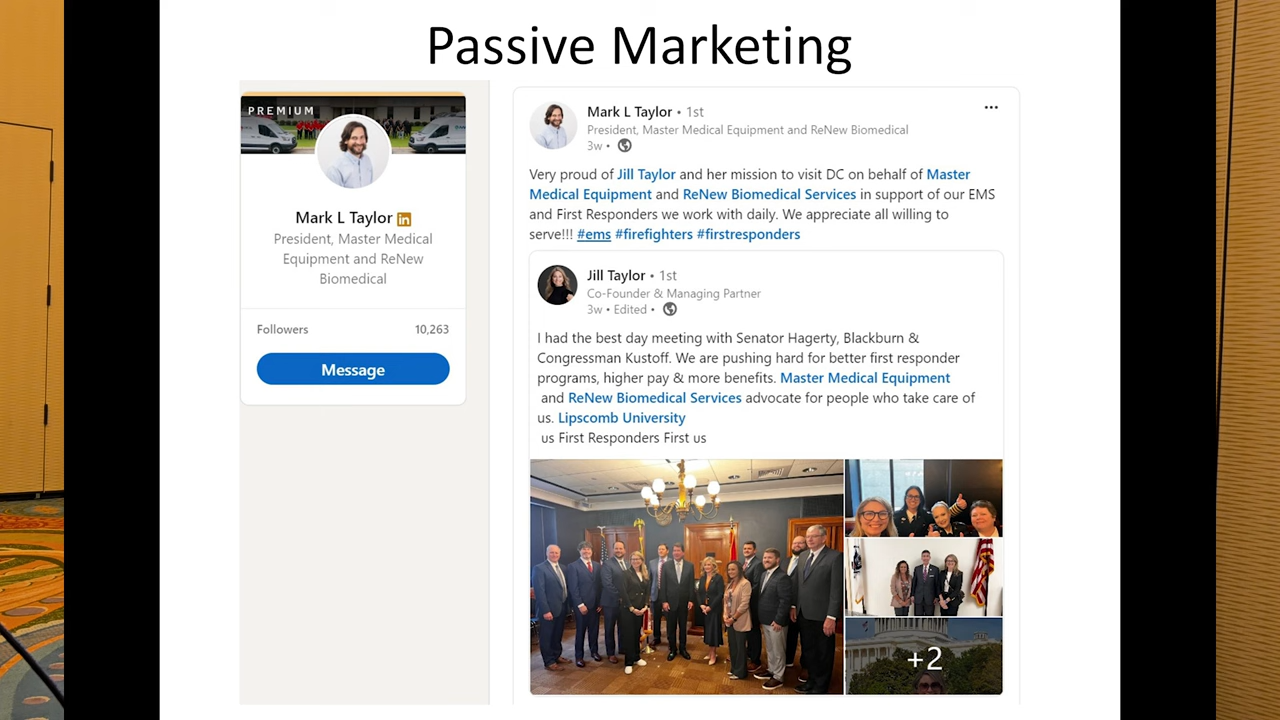 Passive Marketing
PREMIUM
Mark L Taylor in
President, Master Medical
Equipment and ReNew
Biomedical
Followers 10,263
Message
Mark L Taylor • 1st
President, Master Medical Equipment and ReNew Biomedical
3w •
Very proud of Jill Taylor and her mission to visit DC on behalf of Master
Medical Equipment and ReNew Biomedical Services in support of our EMS
and First Responders we work with daily. We appreciate all willing to
serve!!! #ems #firefighters #firstresponders
Jill Taylor • 1st
Co-Founder & Managing Partner
3w • Edited •
I had the best day meeting with Senator Hagerty, Blackburn &
Congressman Kustoff. We are pushing hard for better first responder
programs, higher pay & more benefits. Master Medical Equipment
and ReNew Biomedical Services advocate for people who take care of
us. Lipscomb University
us First Responders First us
+2